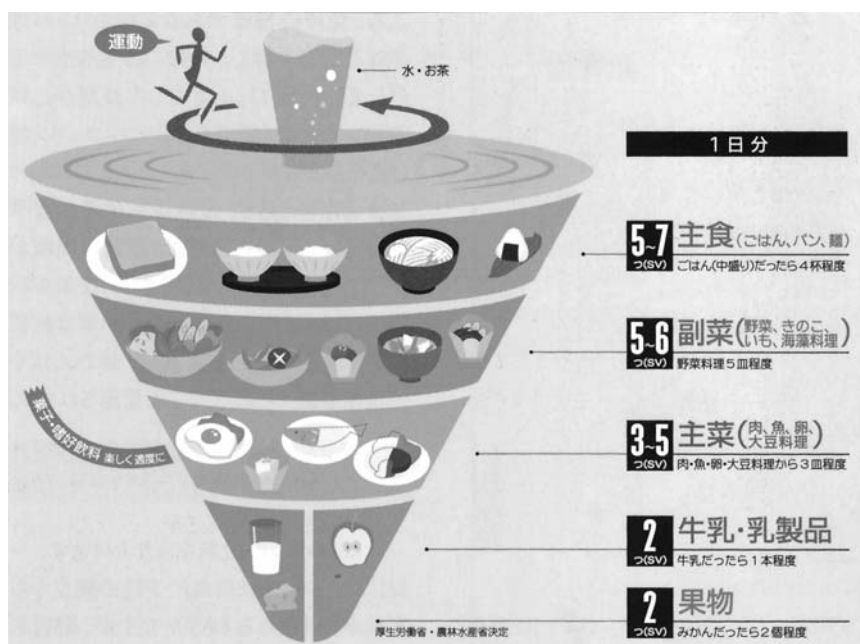 運動
水・お茶
1日分
5~7
つ(SV)
主食(ごはん、パン、麺)
ごはん(中盛り)だったら4杯程度
5~6
つ(SV)
副菜(野菜、きのこ、
いも、海藻料理)
野菜料理5皿程度
3~5
つ(SV)
主菜(肉、魚、卵、
大豆料理)
肉・魚・卵・大豆料理から3皿程度
菓子・嗜好飲料 楽しく適度に
2
つ(SV)
牛乳・乳製品
牛乳だったら1本程度
2
つ(SV)
果物
みかんだったら2個程度
厚生労働省・農林水産省決定